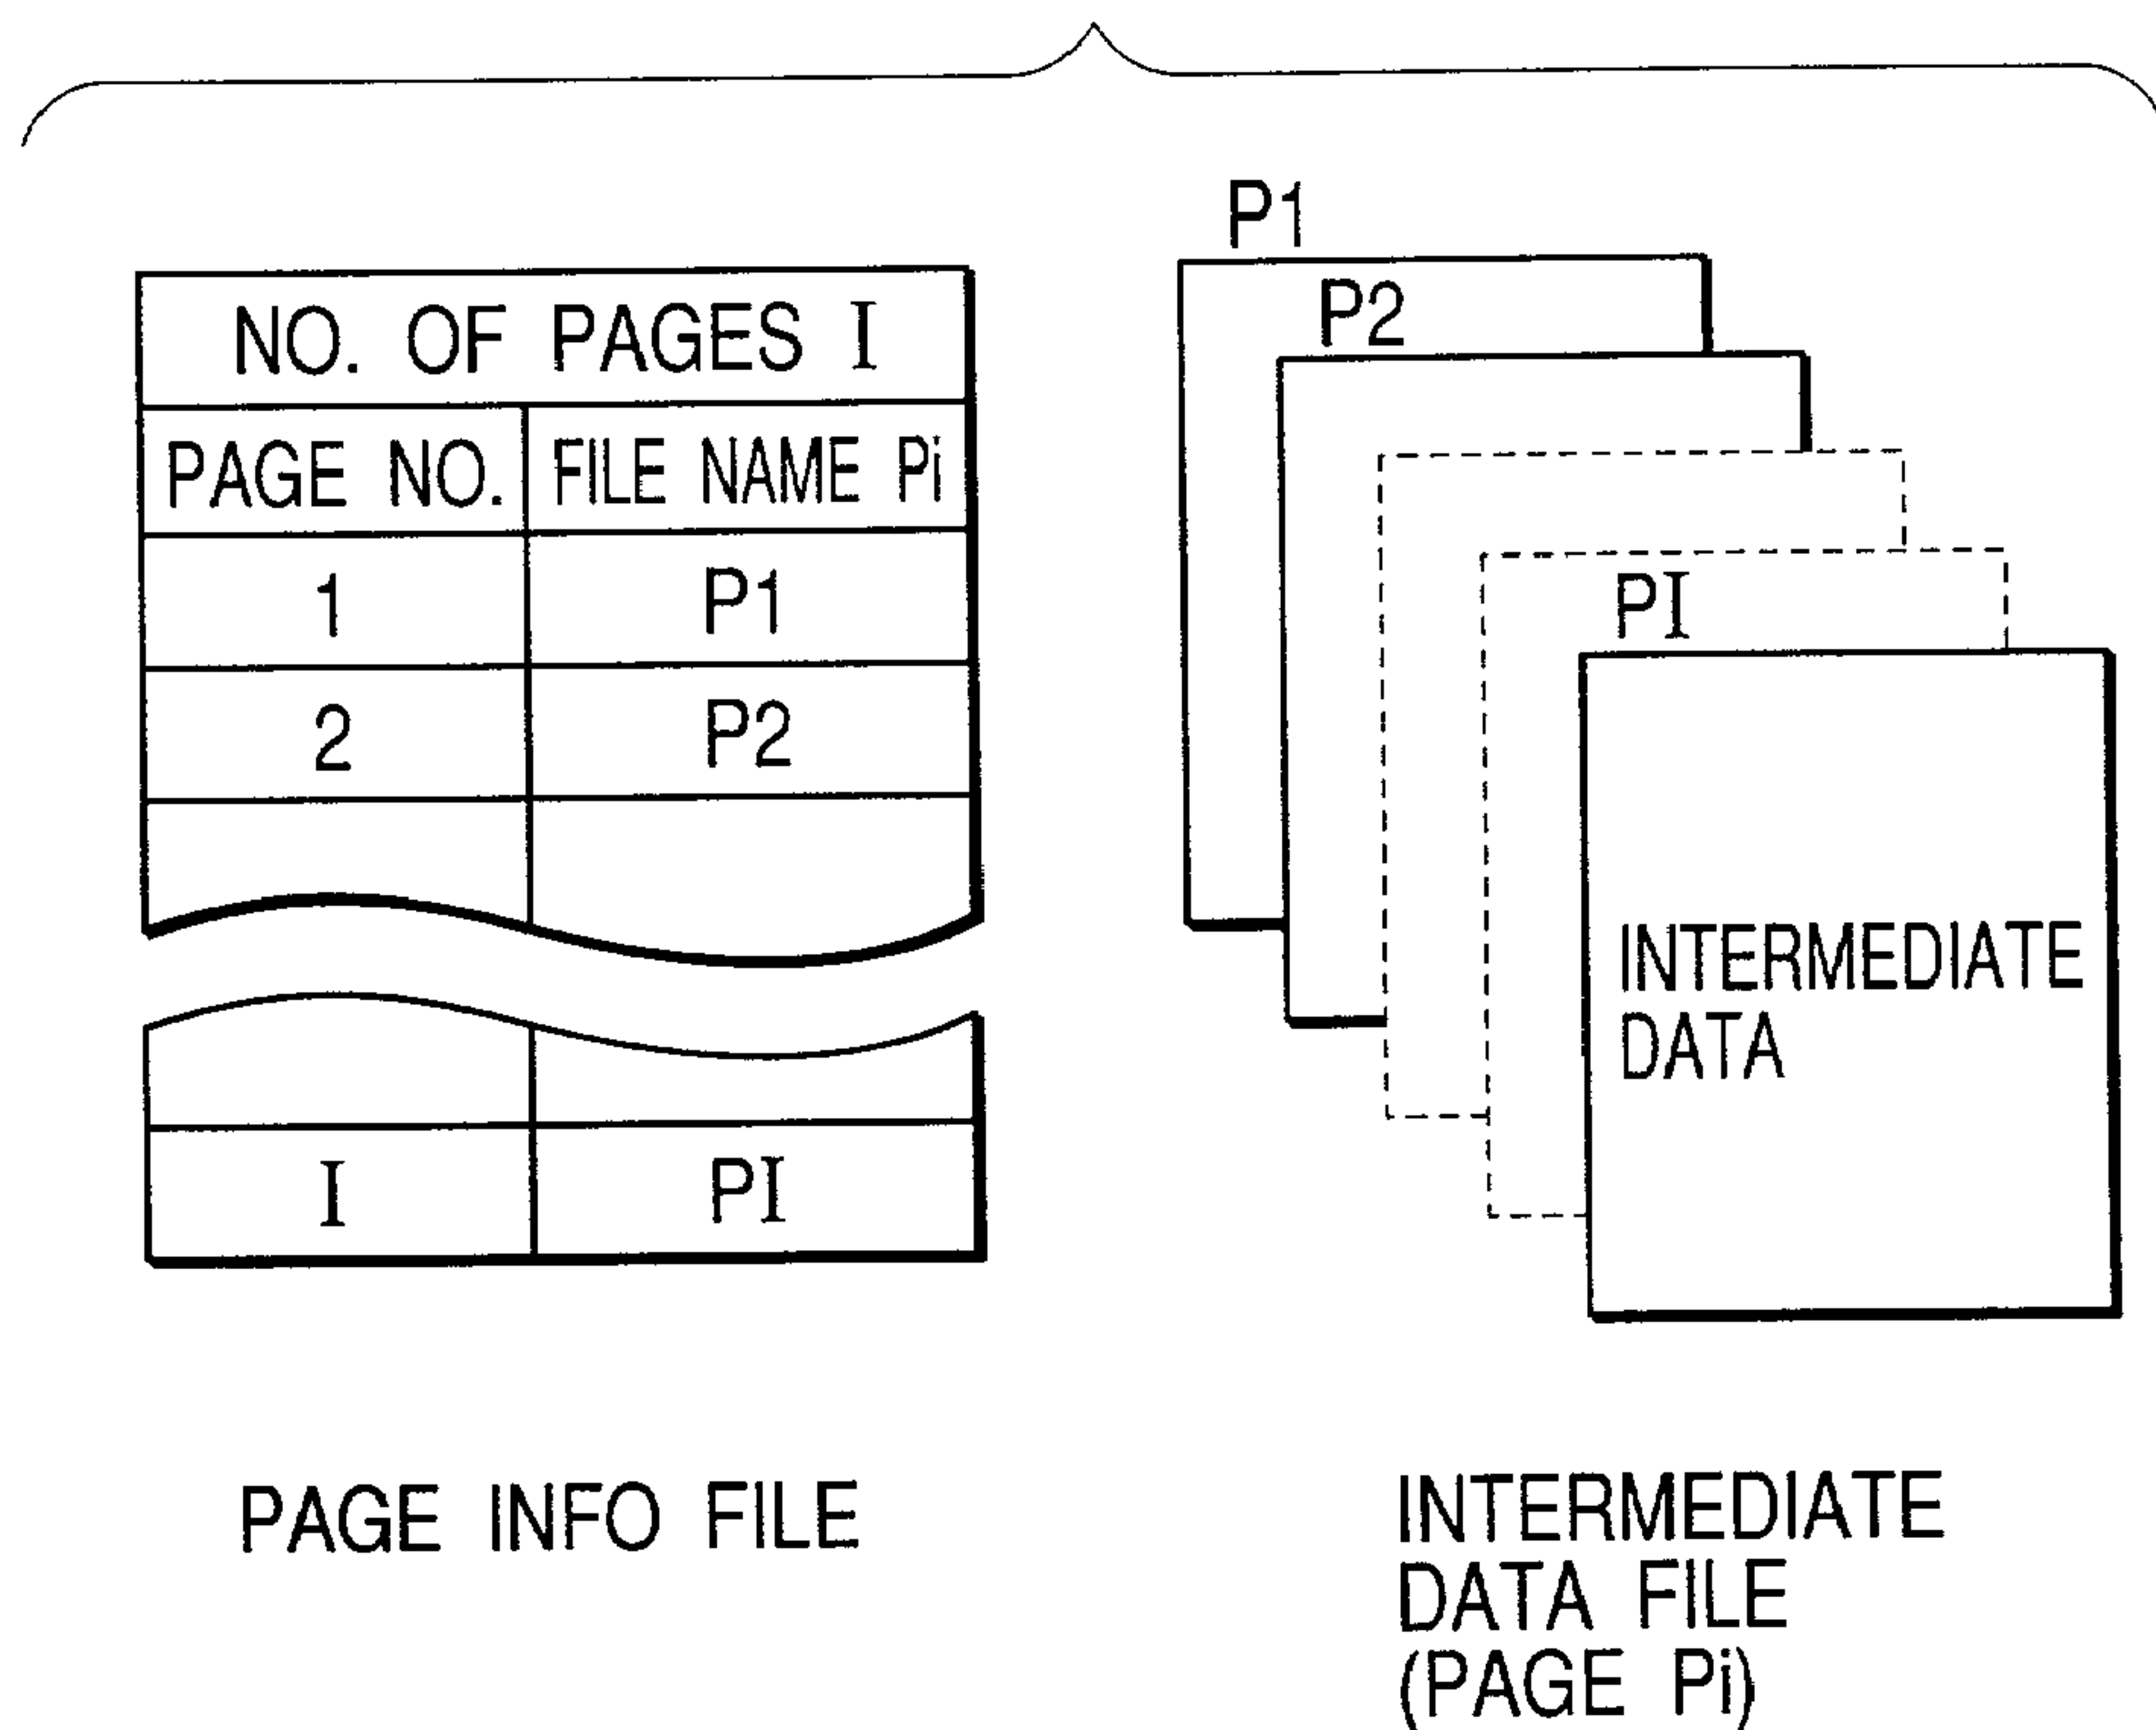 NO. OF PAGES I
PAGE NO. FILE NAME Pi
1 P1
2 P2
I PI
PAGE INFO FILE
P1
P2
PI
INTERMEDIATE
DATA
INTERMEDIATE
DATA FILE
(PAGE Pi)